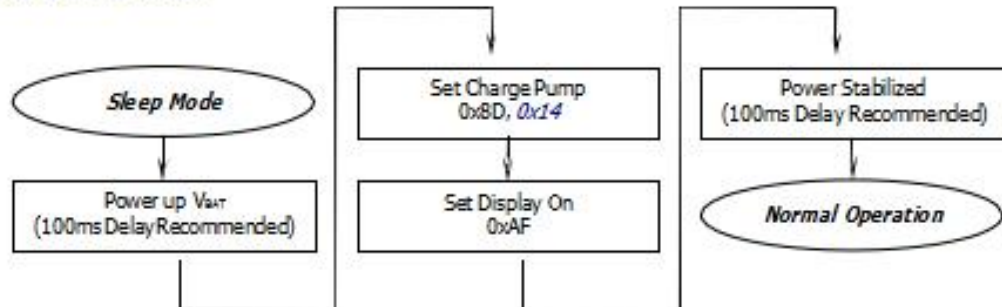 Sleep Mode
Power up VBAT
(100ms Delay Recommended)
Set Charge Pump
0x8D, 0x14
Set Display On
0xAF
Power Stabilized
(100ms Delay Recommended)
Normal Operation